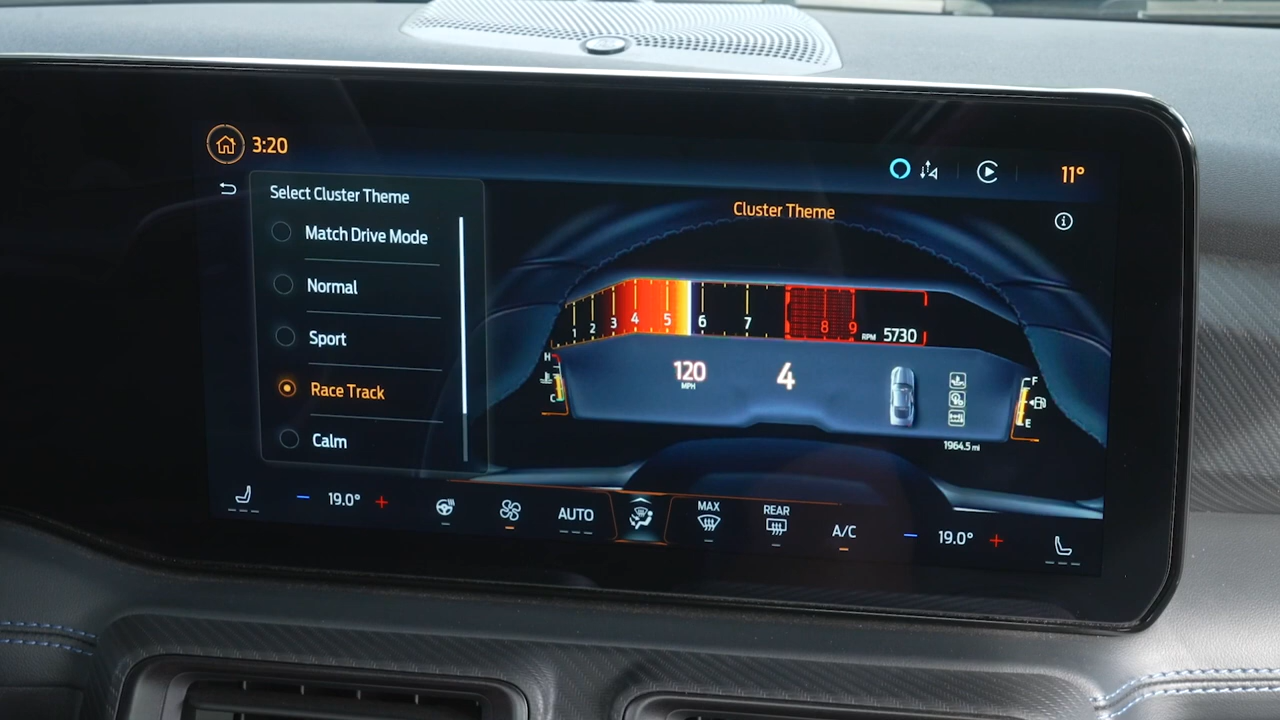 3:20
11°
Select Cluster Theme
Match Drive Mode
Normal
Sport
Race Track
Calm
Cluster Theme
1 2 3 4 5 6 7 8 9 RPM 5730
H
C
120
MPH
4
F
E
1964.5 mi
19.0°
AUTO
MAX
REAR
A/C
19.0°